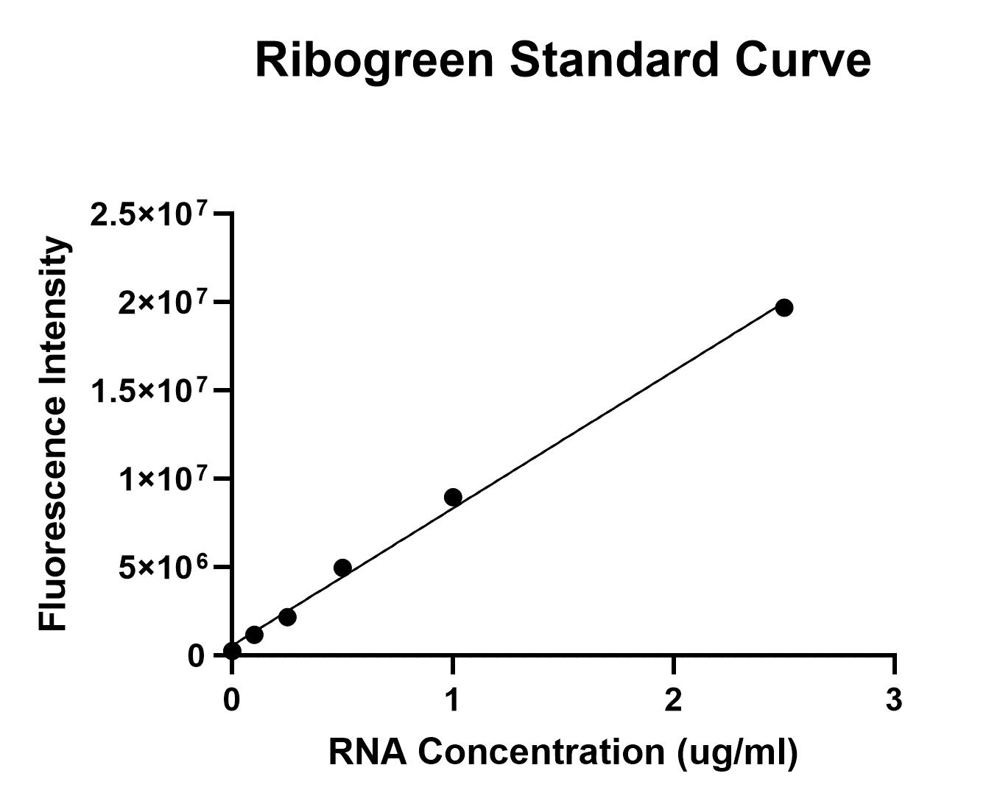 Ribogreen Standard Curve
Fluorescence Intensity
2.5×10⁷
2×10⁷
1.5×10⁷
1×10⁷
5×10⁶
0
0 1 2 3
RNA Concentration (ug/ml)